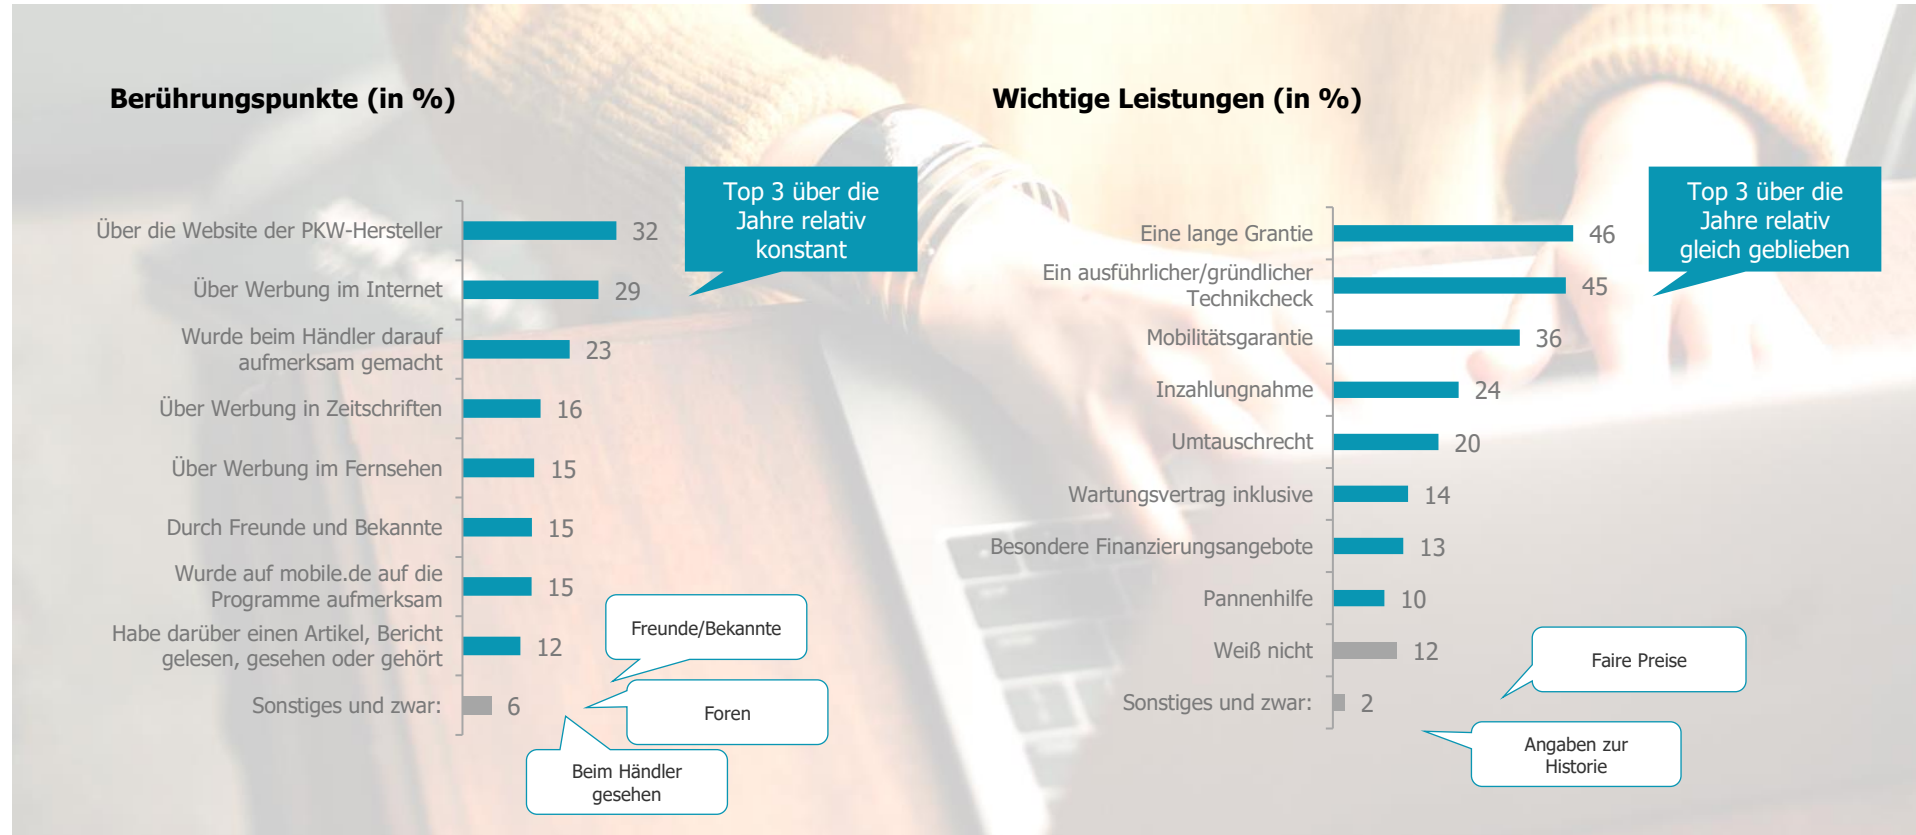 Berührungspunkte (in %)
Top 3 über die
Jahre relativ
konstant
Über die Website der PKW-Hersteller 32
Über Werbung im Internet 29
Wurde beim Händler darauf
aufmerksam gemacht 23
Über Werbung in Zeitschriften 16
Über Werbung im Fernsehen 15
Durch Freunde und Bekannte 15
Wurde auf mobile.de auf die
Programme aufmerksam 15
Habe darüber einen Artikel, Bericht
gelesen, gesehen oder gehört 12
Sonstiges und zwar: 6
Freunde/Bekannte
Foren
Beim Händler
gesehen
Wichtige Leistungen (in %)
Top 3 über die
Jahre relativ
gleich geblieben
Eine lange Grantie 46
Ein ausführlicher/gründlicher
Technikcheck 45
Mobilitätsgarantie 36
Inzahlungnahme 24
Umtauschrecht 20
Wartungsvertrag inklusive 14
Besondere Finanzierungsangebote 13
Pannenhilfe 10
Weiß nicht 12
Sonstiges und zwar: 2
Faire Preise
Angaben zur
Historie